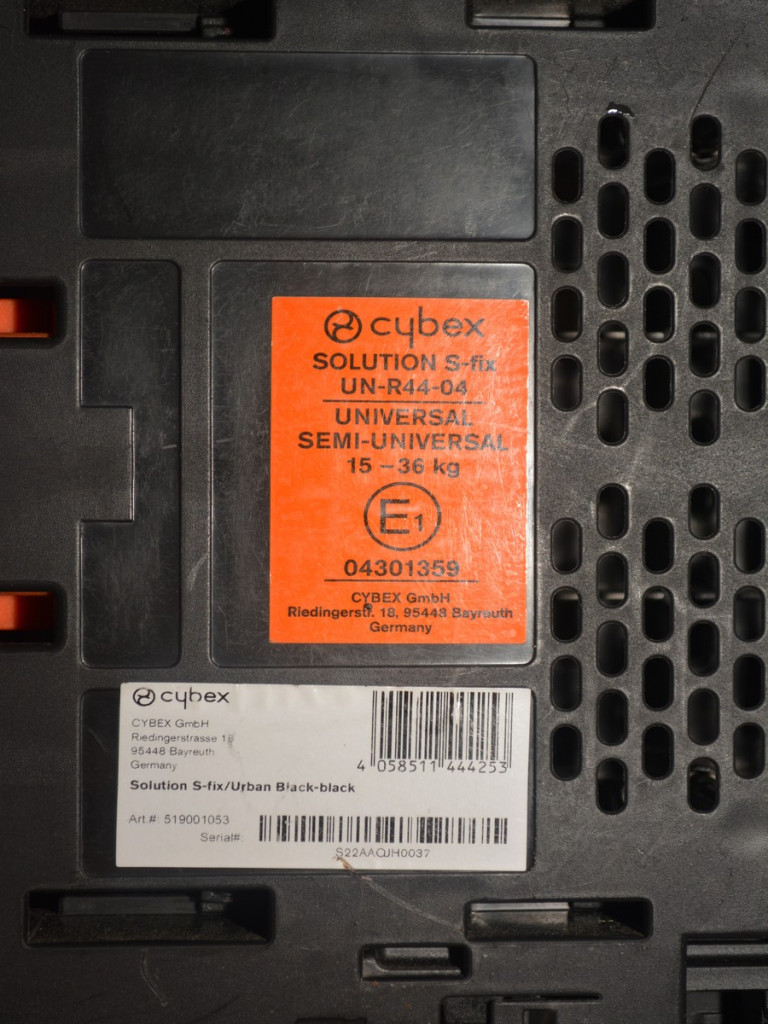 cybex
SOLUTION S-fix
UN-R44-04
UNIVERSAL
SEMI-UNIVERSAL
15 – 36 kg
E1
04301359
CYBEX GmbH
Riedingerstr. 18, 95448 Bayreuth
Germany
cybex
CYBEX GmbH
Riedingerstrasse 18
95448 Bayreuth
Germany
4 058511 444253
Solution S-fix/Urban Black-black
Art.#: 519001053
Serial#:
S22AAQJH0037